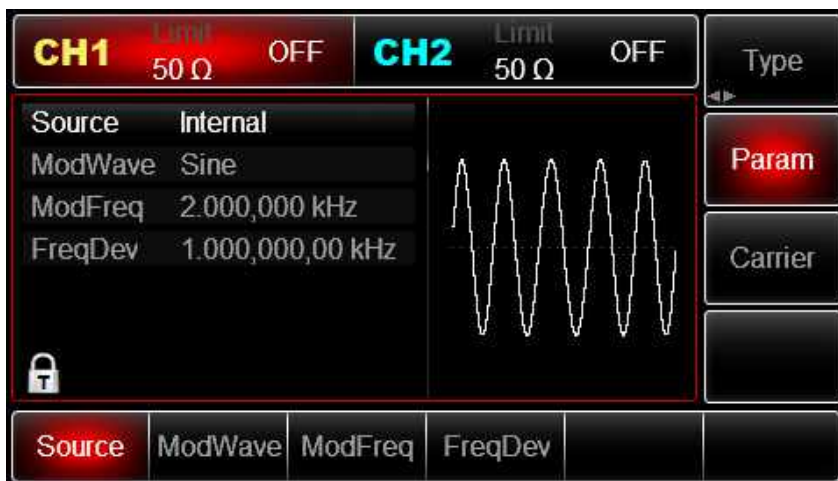 CH1 Limit 50 Ω OFF CH2 Limit 50 Ω OFF
Type
Source Internal
ModWave Sine
ModFreq 2.000,000 kHz
FreqDev 1.000,000,00 kHz
T
Param
Carrier
Source ModWave ModFreq FreqDev